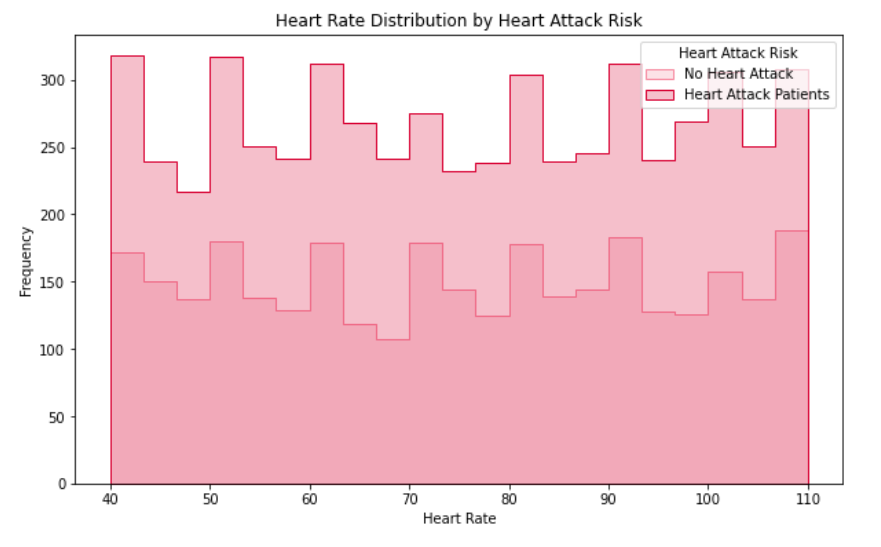 Heart Rate Distribution by Heart Attack Risk
Heart Attack Risk
No Heart Attack
Heart Attack Patients
300
250
200
150
100
50
0
Frequency
40 50 60 70 80 90 100 110
Heart Rate